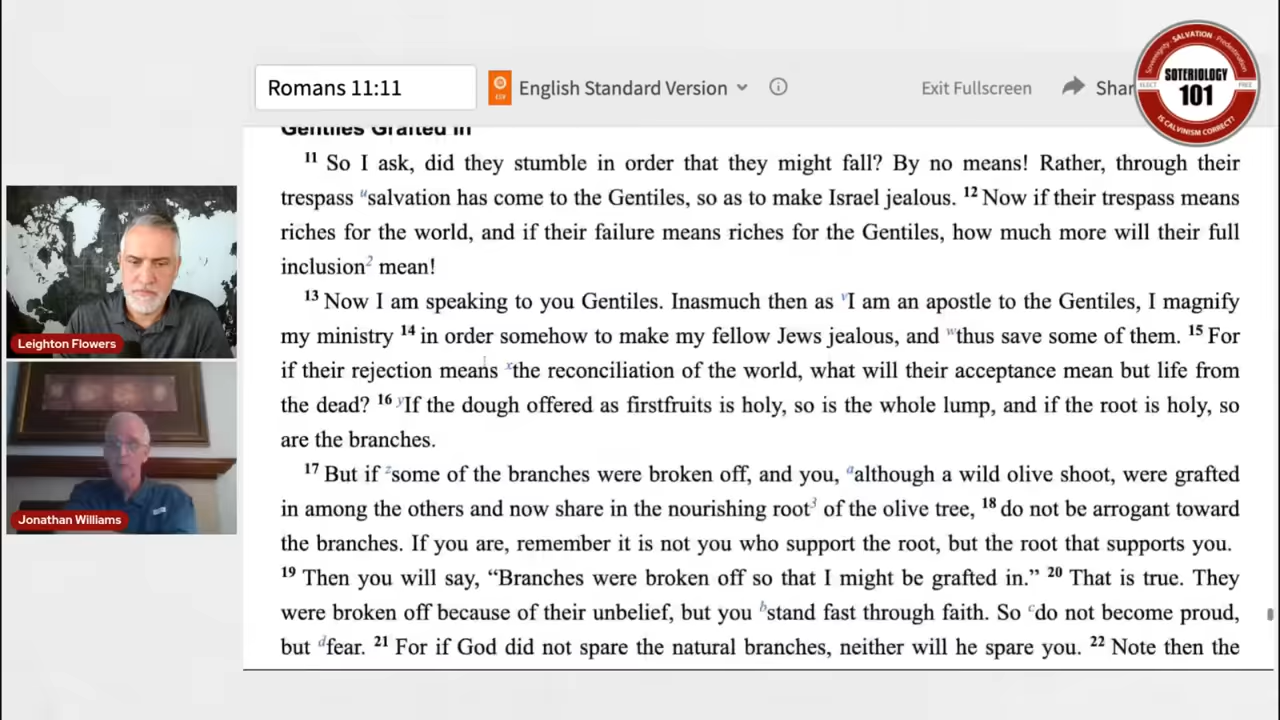 Romans 11:11
English Standard Version
Exit Fullscreen
Shar
Sovereignty · SALVATION · Predestination
ELECT
SOTERIOLOGY
101
FREE
IS CALVINISM CORRECT?
Gentiles Grafted In
11 So I ask, did they stumble in order that they might fall? By no means! Rather, through their
trespass u salvation has come to the Gentiles, so as to make Israel jealous. 12 Now if their trespass means
riches for the world, and if their failure means riches for the Gentiles, how much more will their full
inclusion2 mean!
13 Now I am speaking to you Gentiles. Inasmuch then as v I am an apostle to the Gentiles, I magnify
my ministry 14 in order somehow to make my fellow Jews jealous, and w thus save some of them. 15 For
if their rejection means x the reconciliation of the world, what will their acceptance mean but life from
the dead? 16 y If the dough offered as firstfruits is holy, so is the whole lump, and if the root is holy, so
are the branches.
17 But if z some of the branches were broken off, and you, a although a wild olive shoot, were grafted
in among the others and now share in the nourishing root3 of the olive tree, 18 do not be arrogant toward
the branches. If you are, remember it is not you who support the root, but the root that supports you.
19 Then you will say, “Branches were broken off so that I might be grafted in.” 20 That is true. They
were broken off because of their unbelief, but you b stand fast through faith. So c do not become proud,
but d fear. 21 For if God did not spare the natural branches, neither will he spare you. 22 Note then the
Leighton Flowers
Jonathan Williams